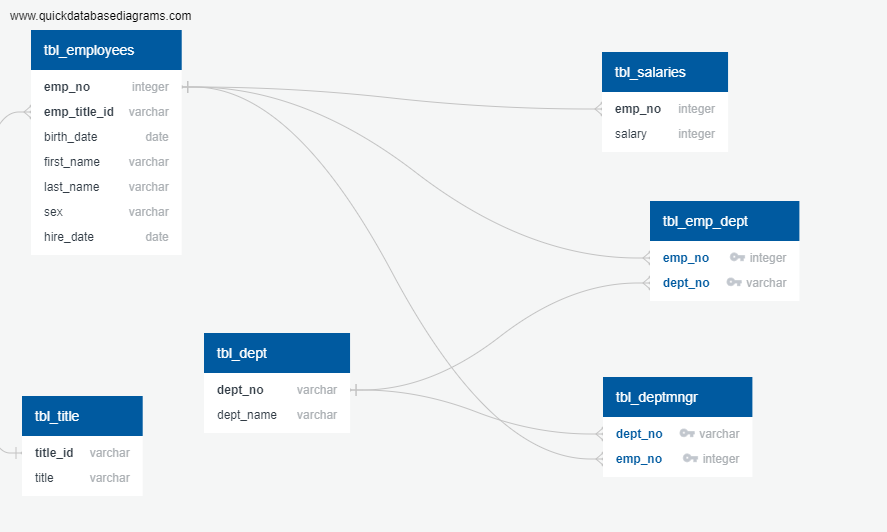 www.quickdatabasediagrams.com
tbl_employees
emp_no integer
emp_title_id varchar
birth_date date
first_name varchar
last_name varchar
sex varchar
hire_date date
tbl_salaries
emp_no integer
salary integer
tbl_emp_dept
emp_no integer
dept_no varchar
tbl_dept
dept_no varchar
dept_name varchar
tbl_deptmngr
dept_no varchar
emp_no integer
tbl_title
title_id varchar
title varchar